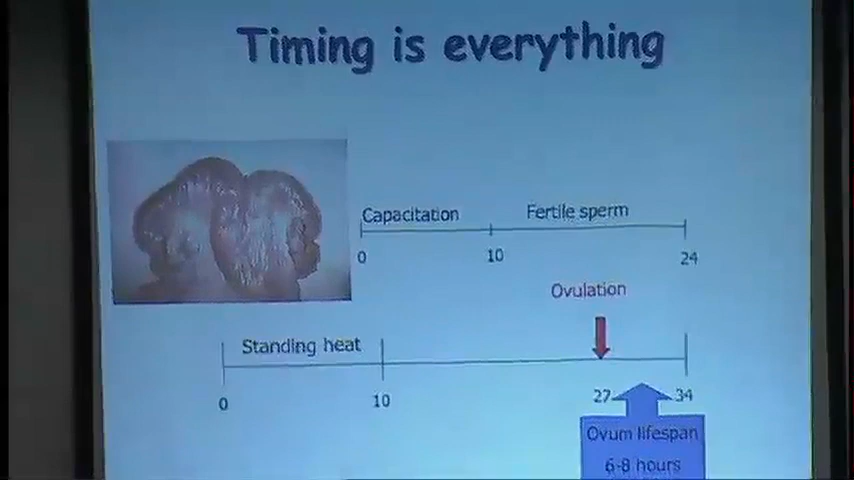 Timing is everything
Capacitation
Fertile sperm
0
10
24
Ovulation
Standing heat
0
10
27
34
Ovum lifespan
6-8 hours